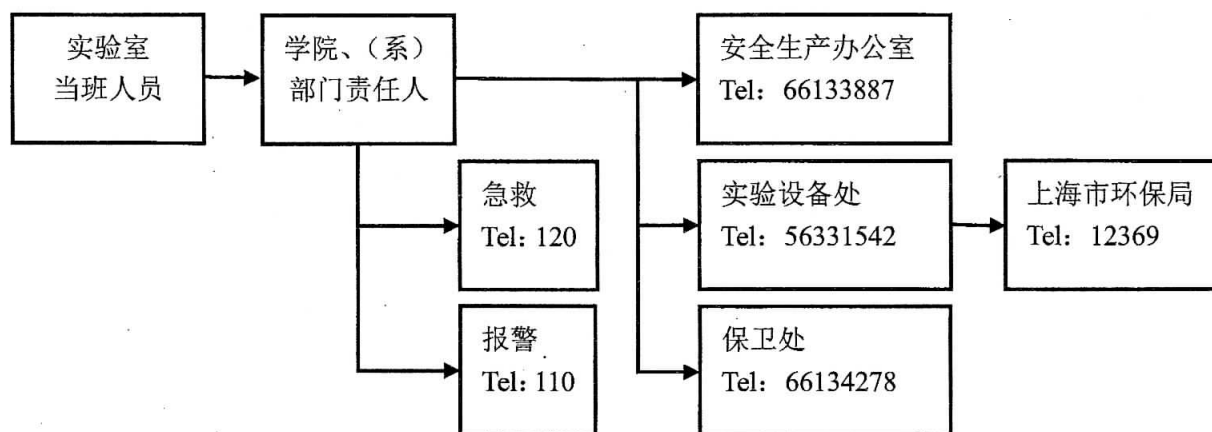 实验室
当班人员
学院、（系）
部门责任人
安全生产办公室
Tel：66133887
急救
Tel：120
实验设备处
Tel：56331542
上海市环保局
Tel：12369
报警
Tel：110
保卫处
Tel：66134278